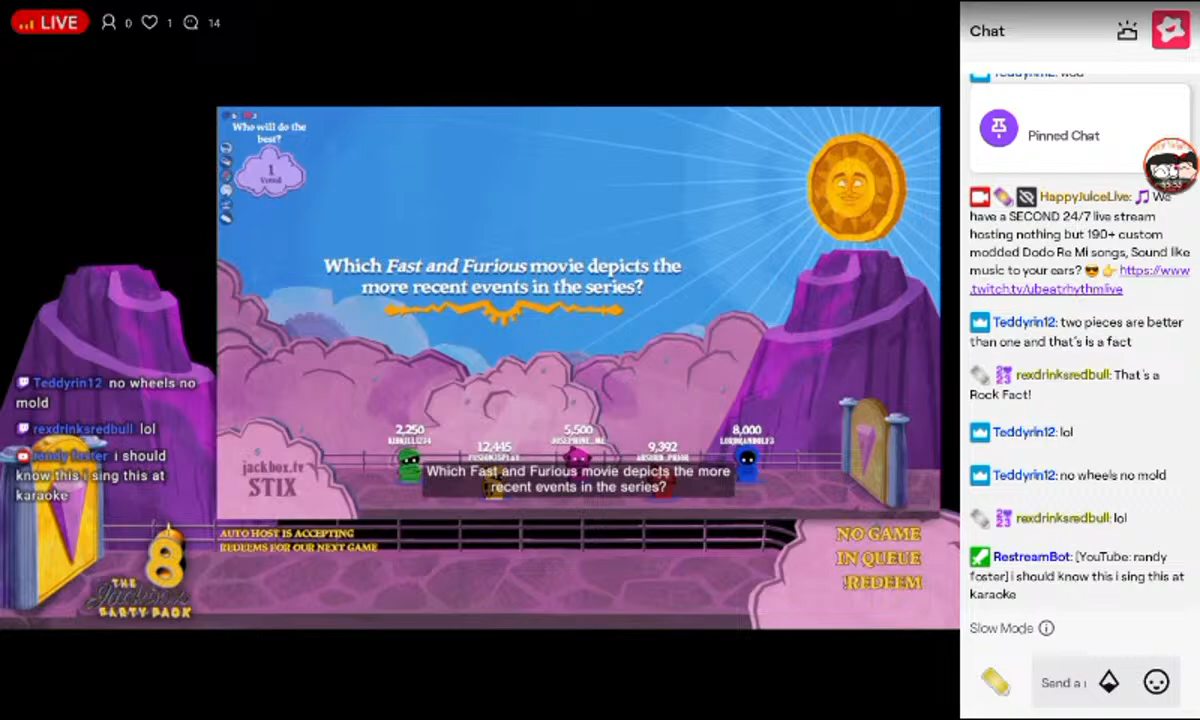 LIVE 0 1 14
Who will do the
best?
1
Voted
Which Fast and Furious movie depicts the
more recent events in the series?
2,250
12,445
5,500
9,392
8,000
Which Fast and Furious movie depicts the more
recent events in the series?
jackbox.tv
STIX
Teddyrin12 no wheels no
mold
rexdrinksredbull lol
randy foster i should
know this i sing this at
karaoke
AUTO HOST IS ACCEPTING
REDEEMS FOR OUR NEXT GAME
NO GAME
IN QUEUE
!REDEEM
8
THE
Jackbox
PARTY PACK
Chat
Pinned Chat
HappyJuiceLive: We
have a SECOND 24/7 live stream
hosting nothing but 190+ custom
modded Dodo Re Mi songs, Sound like
music to your ears? 😎 👉 https://www
.twitch.tv/ubeatrhythmlive
Teddyrin12: two pieces are better
than one and that's is a fact
rexdrinksredbull: That's a
Rock Fact!
Teddyrin12: lol
Teddyrin12: no wheels no mold
rexdrinksredbull: lol
RestreamBot: [YouTube: randy
foster] i should know this i sing this at
karaoke
Slow Mode
Send a